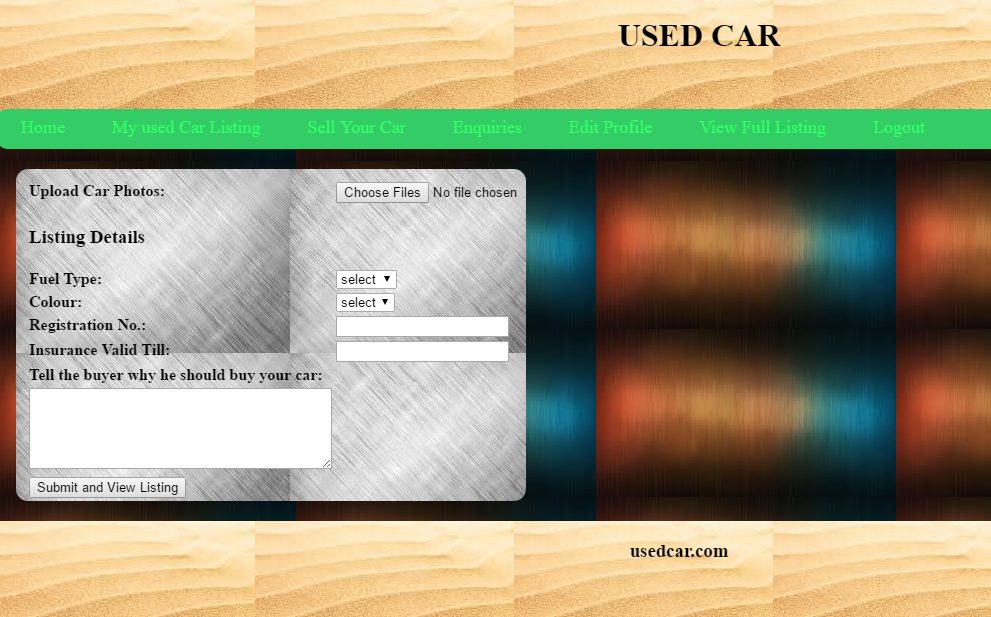 USED CAR
Home My used Car Listing Sell Your Car Enquiries Edit Profile View Full Listing Logout
Upload Car Photos: Choose Files No file chosen
Listing Details
Fuel Type: select
Colour: select
Registration No.:
Insurance Valid Till:
Tell the buyer why he should buy your car:
Submit and View Listing
usedcar.com